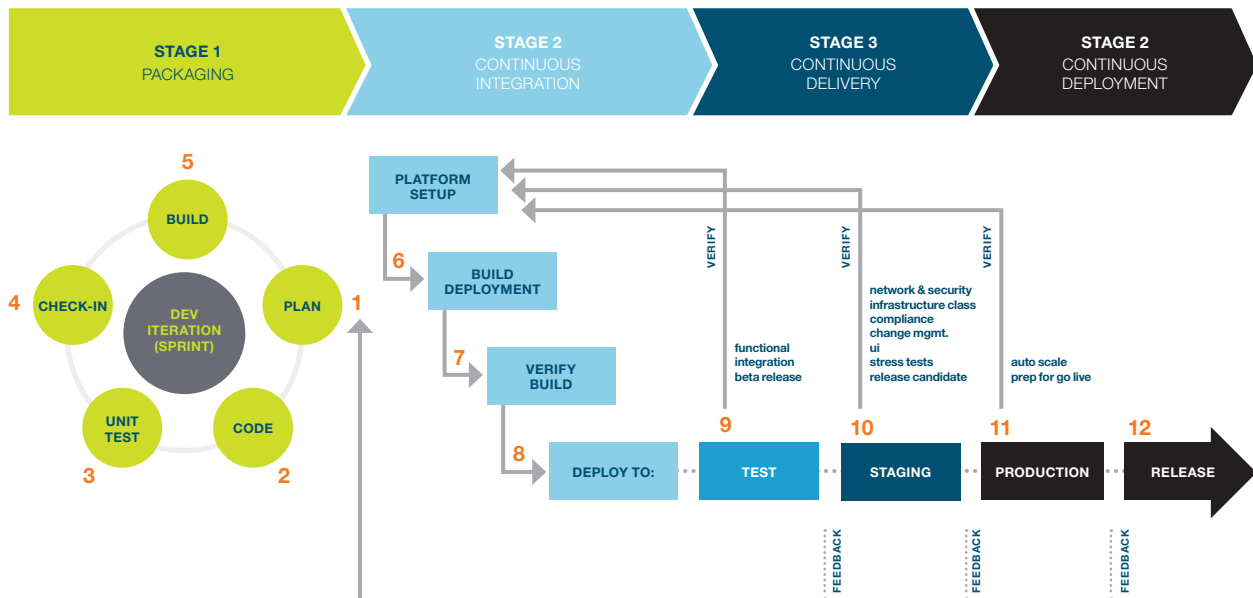 STAGE 1
PACKAGING
STAGE 2
CONTINUOUS
INTEGRATION
STAGE 3
CONTINUOUS
DELIVERY
STAGE 2
CONTINUOUS
DEPLOYMENT
5
BUILD
4
CHECK-IN
DEV
ITERATION
(SPRINT)
PLAN
1
UNIT
TEST
3
CODE
2
PLATFORM
SETUP
6
BUILD
DEPLOYMENT
7
VERIFY
BUILD
8
DEPLOY TO:
VERIFY
functional
integration
beta release
9
TEST
VERIFY
network & security
infrastructure class
compliance
change mgmt.
ui
stress tests
release candidate
10
STAGING
VERIFY
auto scale
prep for go live
11
PRODUCTION
12
RELEASE
FEEDBACK
FEEDBACK
FEEDBACK